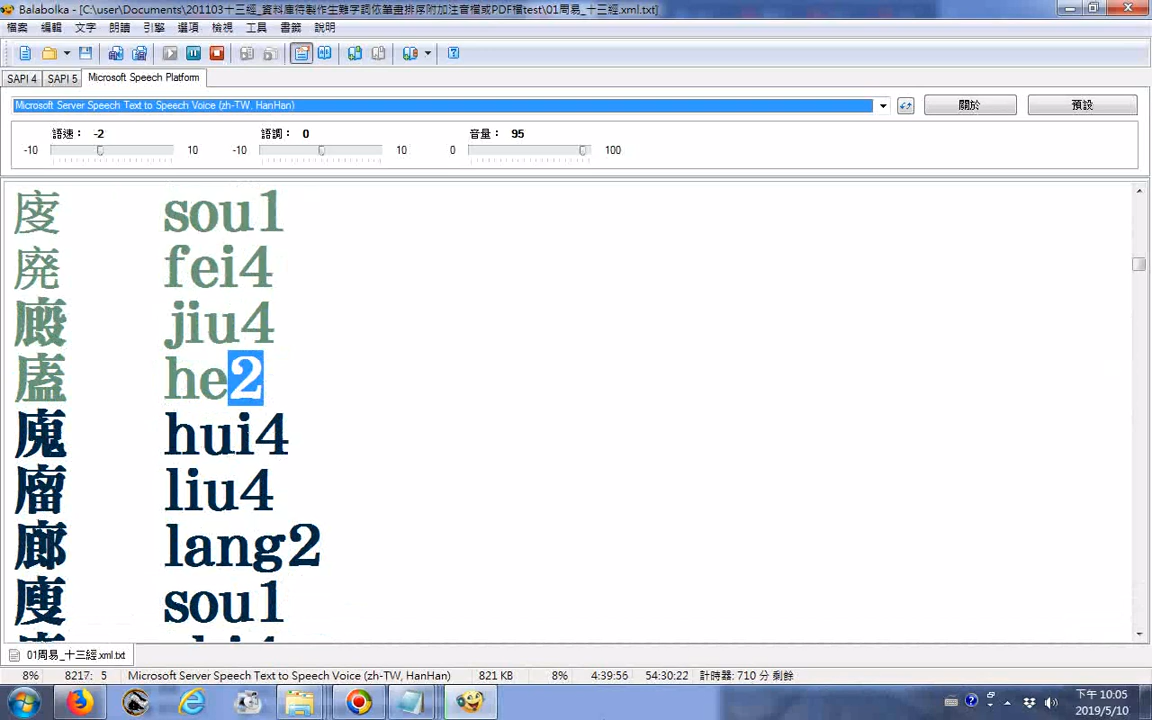 Balabolka - [C:\user\Documents\201103十三經_資料庫待製作生難字詞依筆畫排序附加注音檔或PDF檔test\01周易_十三經.xml.txt]
檔案 編輯 文字 朗讀 引擎 選項 檢視 工具 書籤 說明
SAPI 4 SAPI 5 Microsoft Speech Platform
Microsoft Server Speech Text to Speech Voice (zh-TW, HanHan)
關於 預設
語速： -2 語調： 0 音量： 95
-10 10 -10 10 0 100
sou1
廃 fei4
廄 jiu4
廅 he2
廆 hui4
廇 liu4
廊 lang2
廋 sou1
01周易_十三經.xml.txt
8% 8217: 5 Microsoft Server Speech Text to Speech Voice (zh-TW, HanHan) 821 KB 8% 4:39:56 54:30:22 計時器: 710 分 剩餘
下午 10:05
2019/5/10